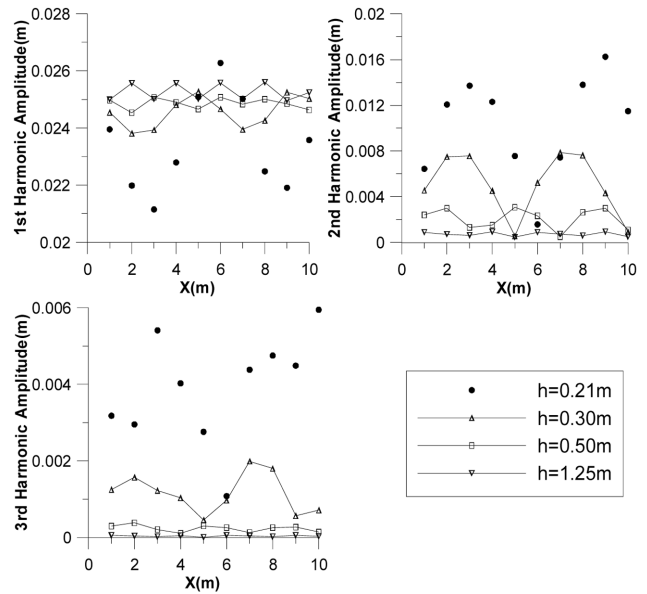 1st Harmonic Amplitude(m)
0.028
0.026
0.024
0.022
0.02
0 2 4 6 8 10
X(m)
2nd Harmonic Amplitude(m)
0.02
0.016
0.012
0.008
0.004
0
0 2 4 6 8 10
X(m)
3rd Harmonic Amplitude(m)
0.006
0.004
0.002
0
0 2 4 6 8 10
X(m)
h=0.21m
h=0.30m
h=0.50m
h=1.25m